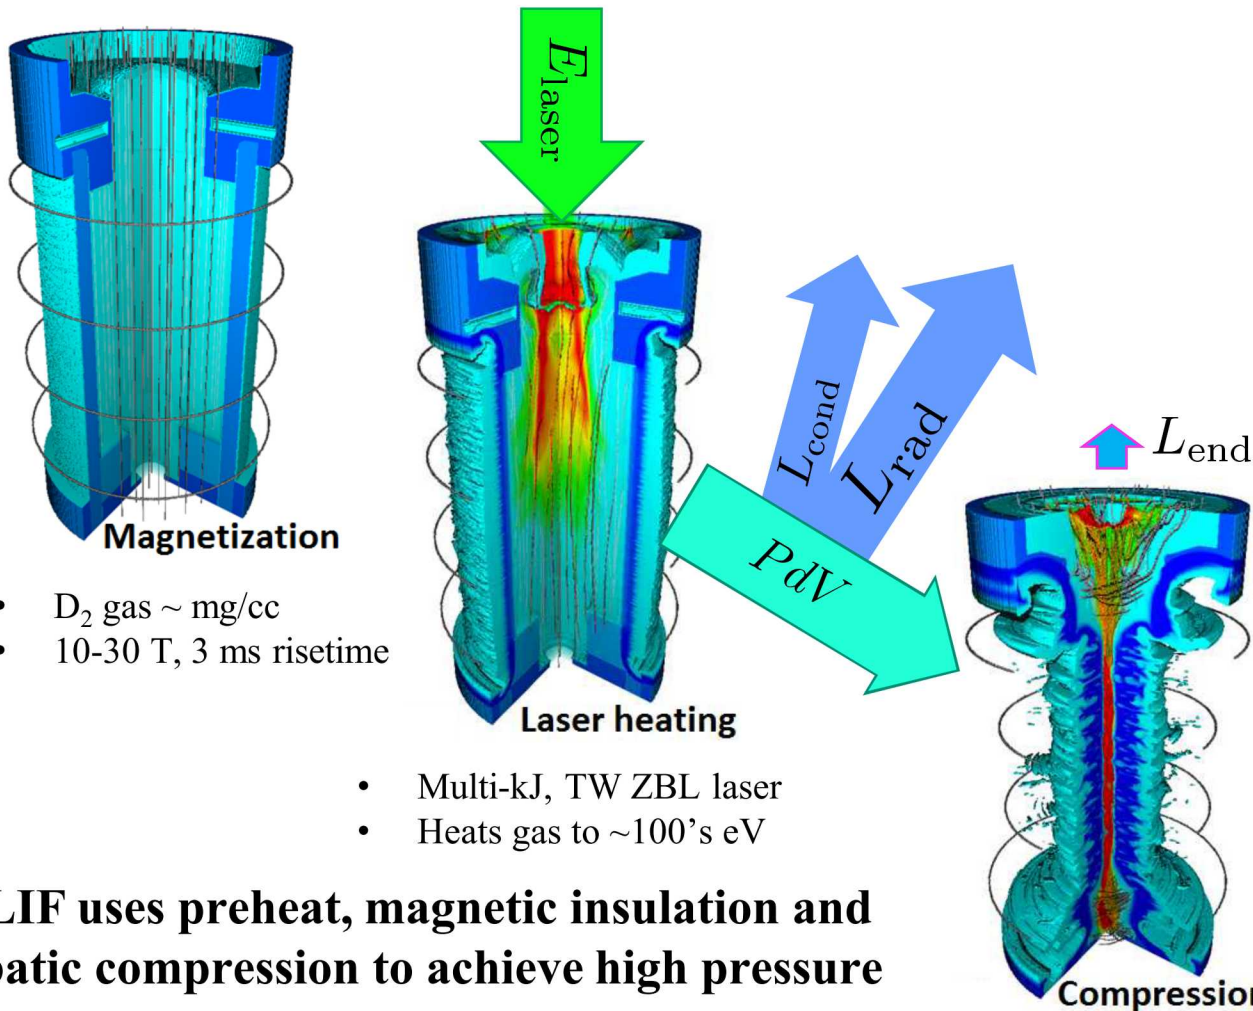 E_laser
L_cond
L_rad
L_end
PdV
Magnetization
• D₂ gas ~ mg/cc
• 10-30 T, 3 ms risetime
Laser heating
• Multi-kJ, TW ZBL laser
• Heats gas to ~100’s eV
LIF uses preheat, magnetic insulation and
batic compression to achieve high pressure
Compression